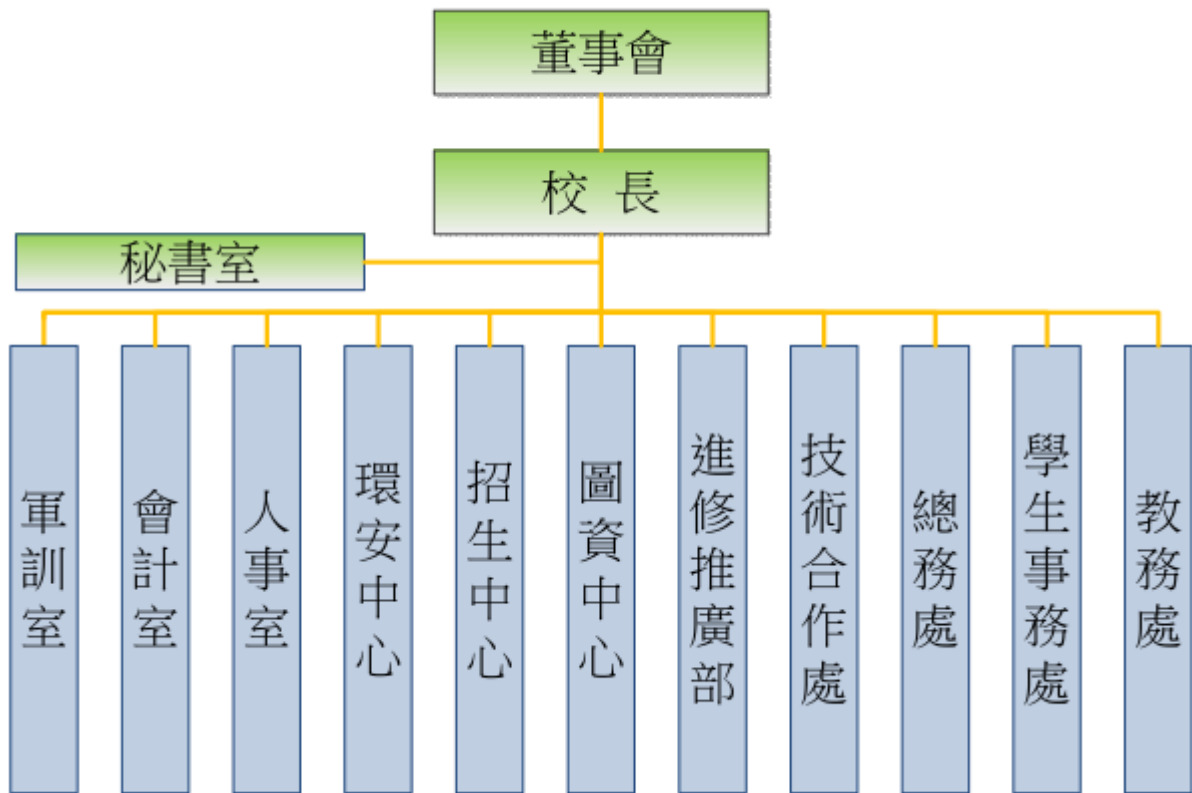 董事會
校 長
秘書室
軍訓室
會計室
人事室
環安中心
招生中心
圖資中心
進修推廣部
技術合作處
總務處
學生事務處
教務處